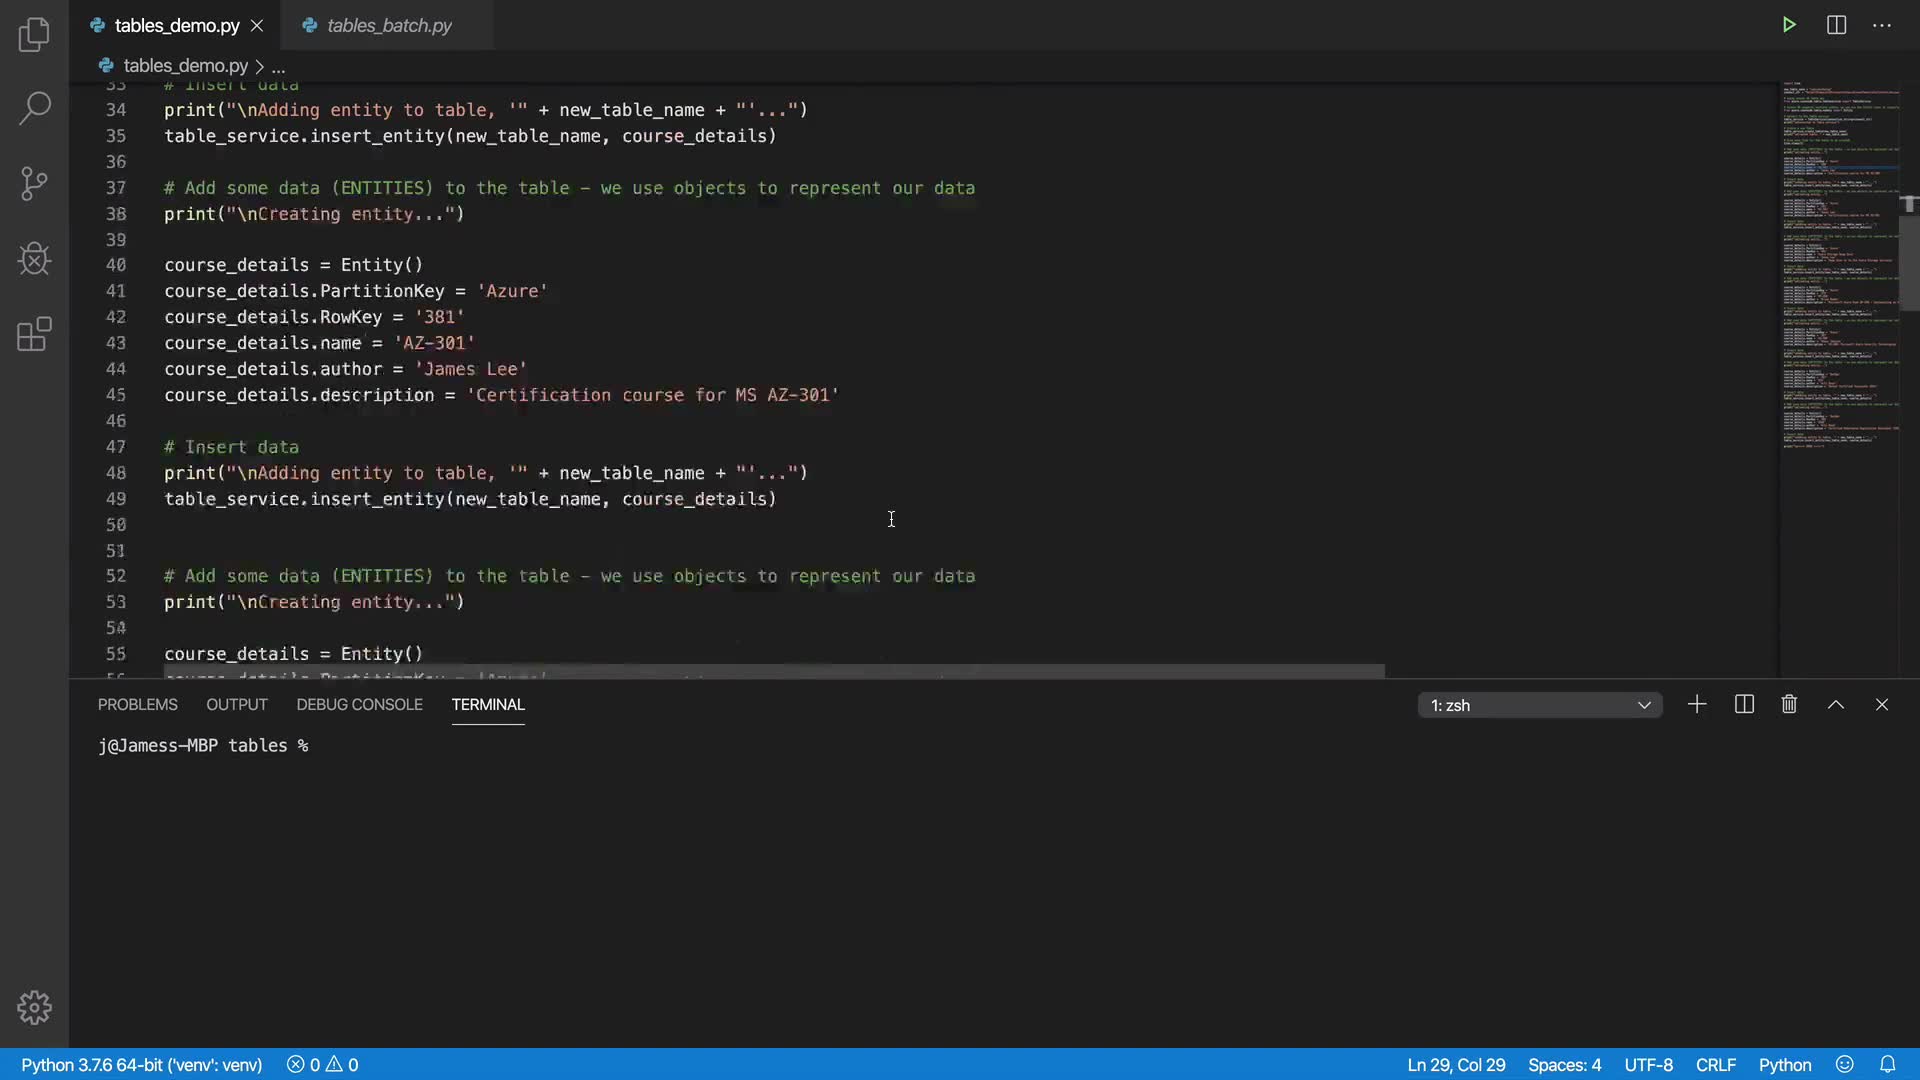 tables_demo.py
tables_batch.py
tables_demo.py > ...
33 # Insert data
34 print("\nAdding entity to table, '" + new_table_name + "'...")
35 table_service.insert_entity(new_table_name, course_details)
36
37 # Add some data (ENTITIES) to the table - we use objects to represent our data
38 print("\nCreating entity...")
39
40 course_details = Entity()
41 course_details.PartitionKey = 'Azure'
42 course_details.RowKey = '381'
43 course_details.name = 'AZ-301'
44 course_details.author = 'James Lee'
45 course_details.description = 'Certification course for MS AZ-301'
46
47 # Insert data
48 print("\nAdding entity to table, '" + new_table_name + "'...")
49 table_service.insert_entity(new_table_name, course_details)
50
51
52 # Add some data (ENTITIES) to the table - we use objects to represent our data
53 print("\nCreating entity...")
54
55 course_details = Entity()
56 course_details.PartitionKey = 'Azure'
PROBLEMS OUTPUT DEBUG CONSOLE TERMINAL 1: zsh
j@Jamess-MBP tables %
Python 3.7.6 64-bit ('venv': venv) 0 0 Ln 29, Col 29 Spaces: 4 UTF-8 CRLF Python